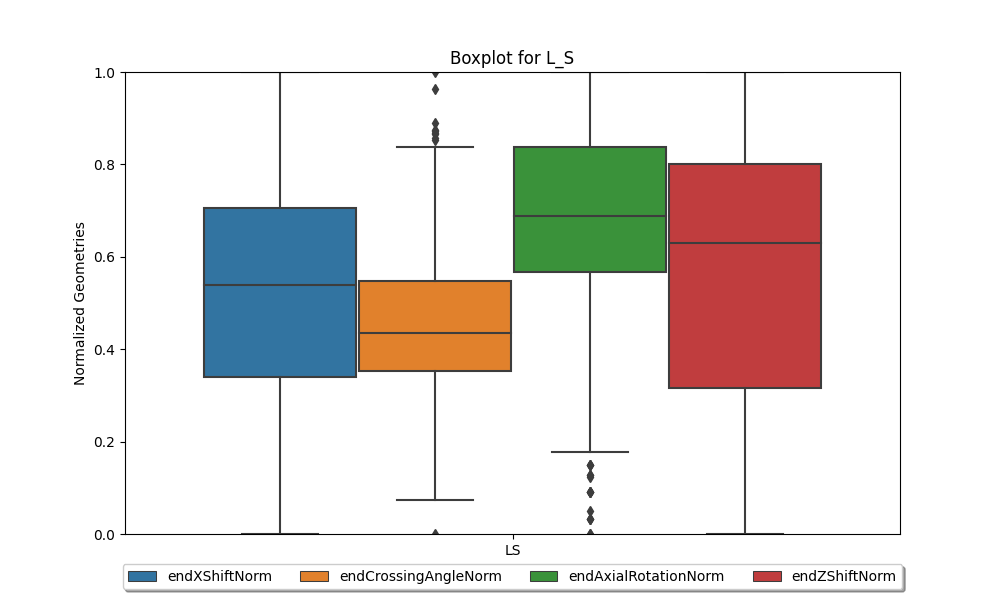 Boxplot for L_S
1.0
0.8
0.6
0.4
0.2
0.0
Normalized Geometries
LS
endXShiftNorm endCrossingAngleNorm endAxialRotationNorm endZShiftNorm